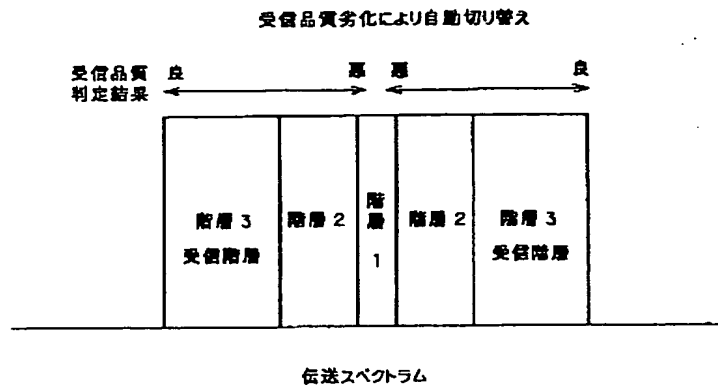 受信品質劣化により自動切り替え
受信品質 良 悪 悪 良
判定結果
階層3 階層2 階層1 階層2 階層3
受信階層 受信階層
伝送スペクトラム